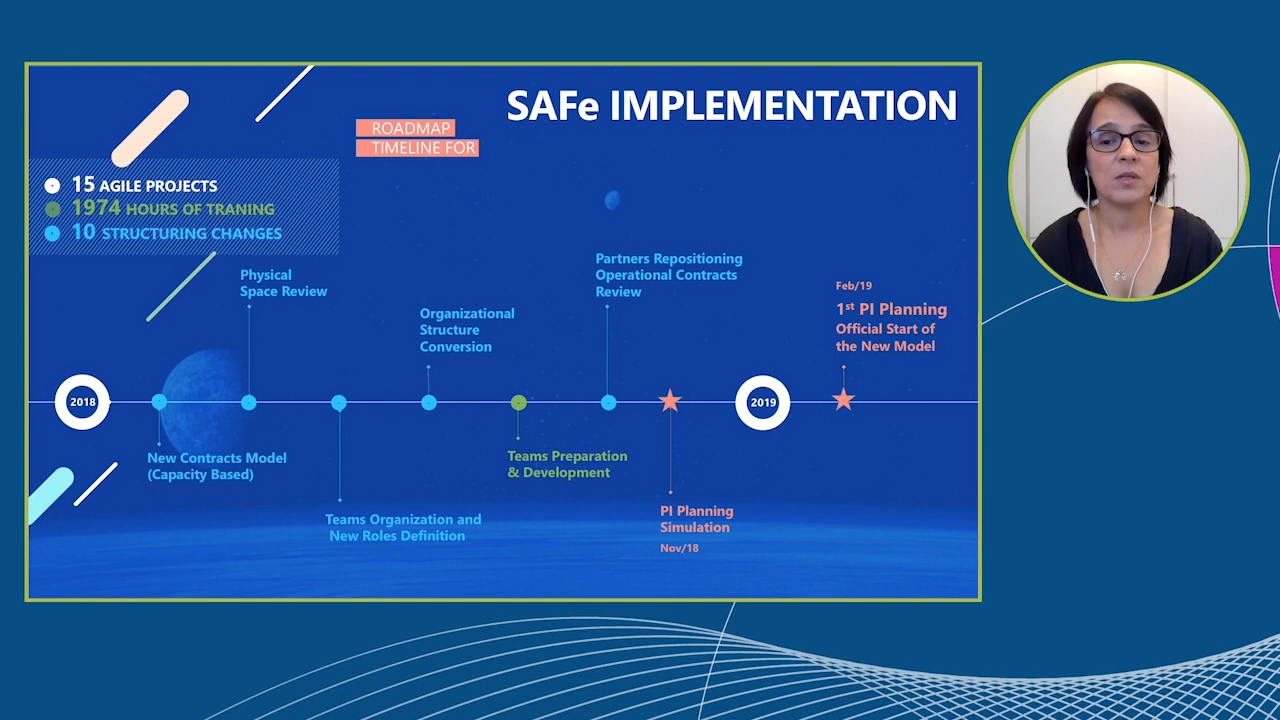 SAFe IMPLEMENTATION
ROADMAP
TIMELINE FOR
15 AGILE PROJECTS
1974 HOURS OF TRANING
10 STRUCTURING CHANGES
Physical
Space Review
Organizational
Structure
Conversion
Partners Repositioning
Operational Contracts
Review
Feb/19
1st PI Planning
Official Start of
the New Model
2018
2019
New Contracts Model
(Capacity Based)
Teams Organization and
New Roles Definition
Teams Preparation
& Development
PI Planning
Simulation
Nov/18